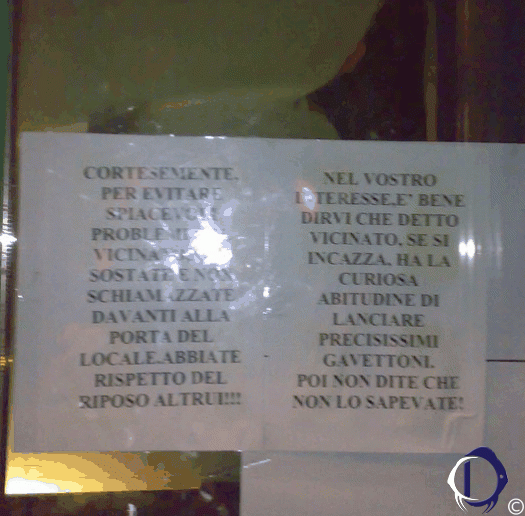 CORTESEMENTE,
PER EVITARE
SPIACEVOLI
PROBLEMI
SOSTATE E NON
SCHIAMAZZATE
DAVANTI ALLA
PORTA DEL
LOCALE.ABBIATE
RISPETTO DEL
RIPOSO ALTRUI!!!
NEL VOSTRO
INTERESSE,E' BENE
DIRVI CHE DETTO
VICINATO, SE SI
INCAZZA, HA LA
CURIOSA
ABITUDINE DI
LANCIARE
PRECISISSIMI
GAVETTONI.
POI NON DITE CHE
NON LO SAPEVATE!
©